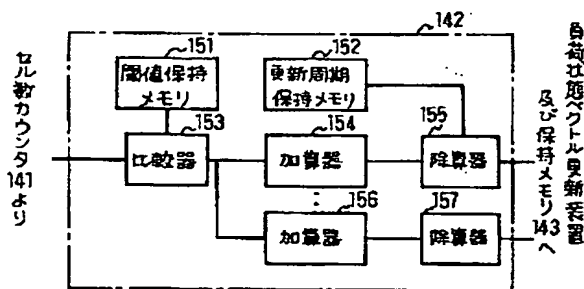 142
151
152
閾値保持
メモリ
更新周期
保持メモリ
153
154
155
比較器
加算器
除算器
156
157
加算器
除算器
セル数カウンタ
141より
負荷状態ベクトル更新装置
及び保持メモリ143へ